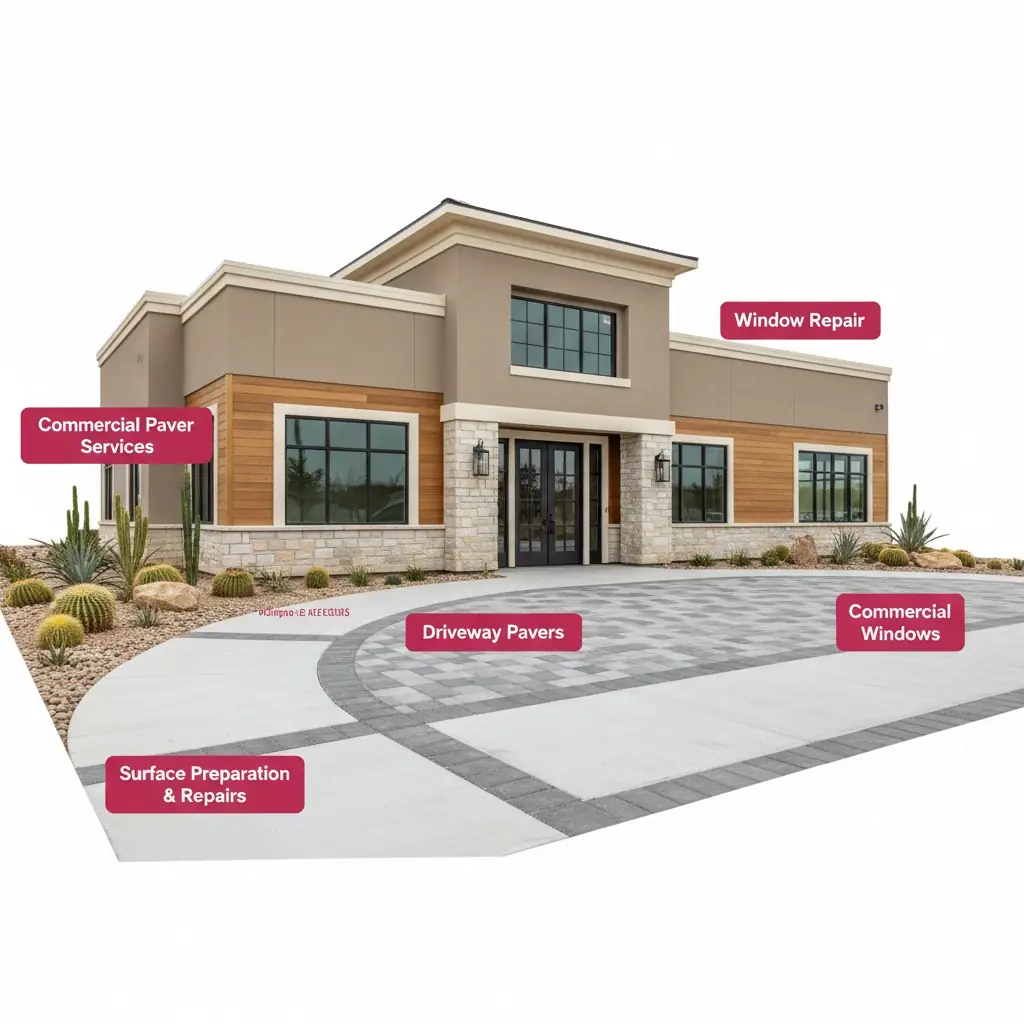 Window Repair
Commercial Paver
Services
Driveway Pavers
Commercial
Windows
Surface Preparation
& Repairs